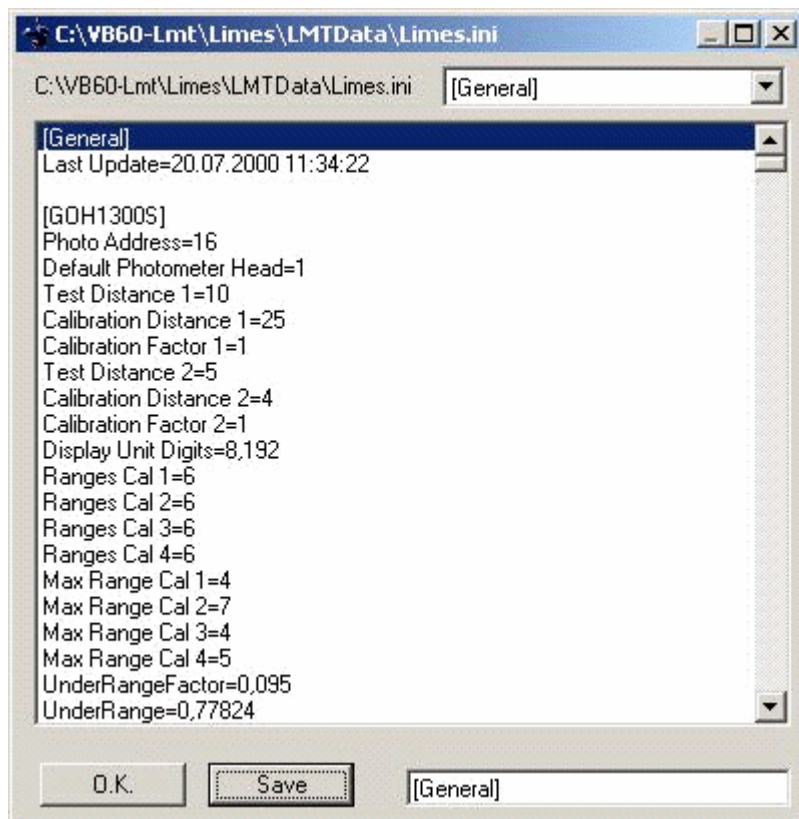 C:\VB60-Lmt\Limes\LMTData\Limes.ini
C:\VB60-Lmt\Limes\LMTData\Limes.ini [General]
[General]
Last Update=20.07.2000 11:34:22
[GOH1300S]
Photo Address=16
Default Photometer Head=1
Test Distance 1=10
Calibration Distance 1=25
Calibration Factor 1=1
Test Distance 2=5
Calibration Distance 2=4
Calibration Factor 2=1
Display Unit Digits=8,192
Ranges Cal 1=6
Ranges Cal 2=6
Ranges Cal 3=6
Ranges Cal 4=6
Max Range Cal 1=4
Max Range Cal 2=7
Max Range Cal 3=4
Max Range Cal 4=5
UnderRangeFactor=0,095
UnderRange=0,77824
O.K. Save [General]